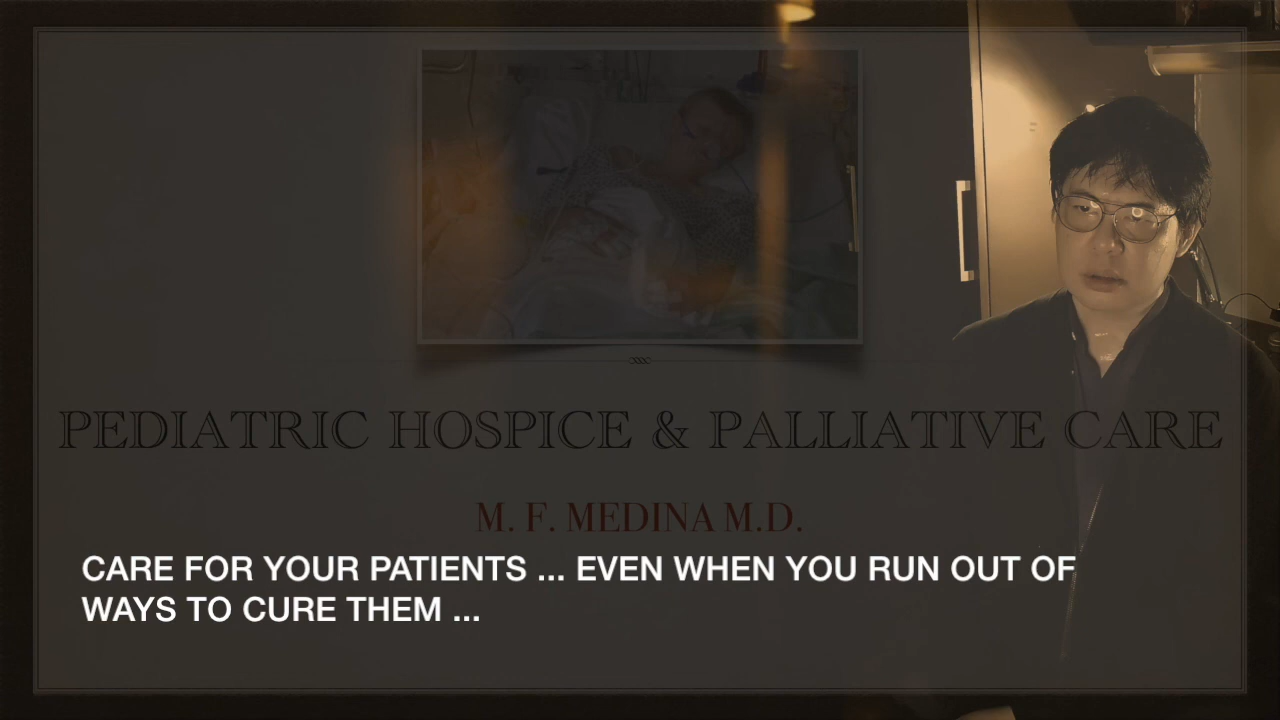 PEDIATRIC HOSPICE & PALLIATIVE CARE
M. F. MEDINA M.D.
CARE FOR YOUR PATIENTS ... EVEN WHEN YOU RUN OUT OF
WAYS TO CURE THEM ...